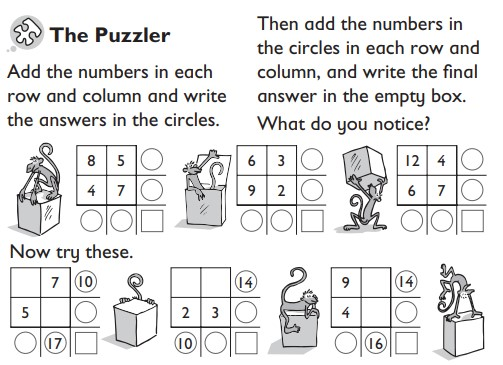 The Puzzler
Add the numbers in each
row and column and write
the answers in the circles.
Then add the numbers in
the circles in each row and
column, and write the final
answer in the empty box.
What do you notice?
8 5
4 7
6 3
9 2
12 4
6 7
Now try these.
7 10
5
17
14
2 3
10
9 14
4
16